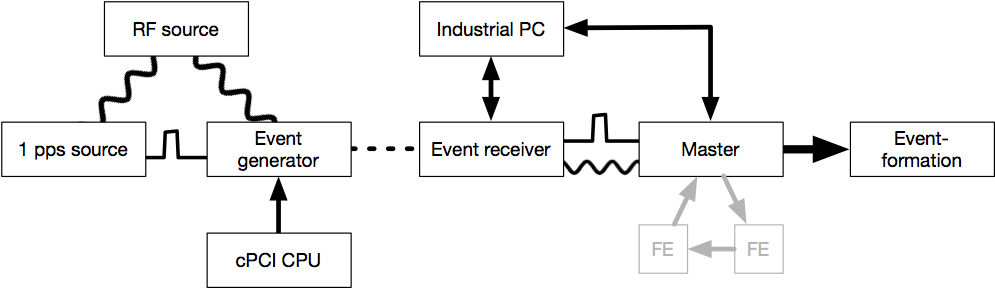 RF source
Industrial PC
1 pps source
Event
generator
Event receiver
Master
Event-
formation
cPCI CPU
FE
FE